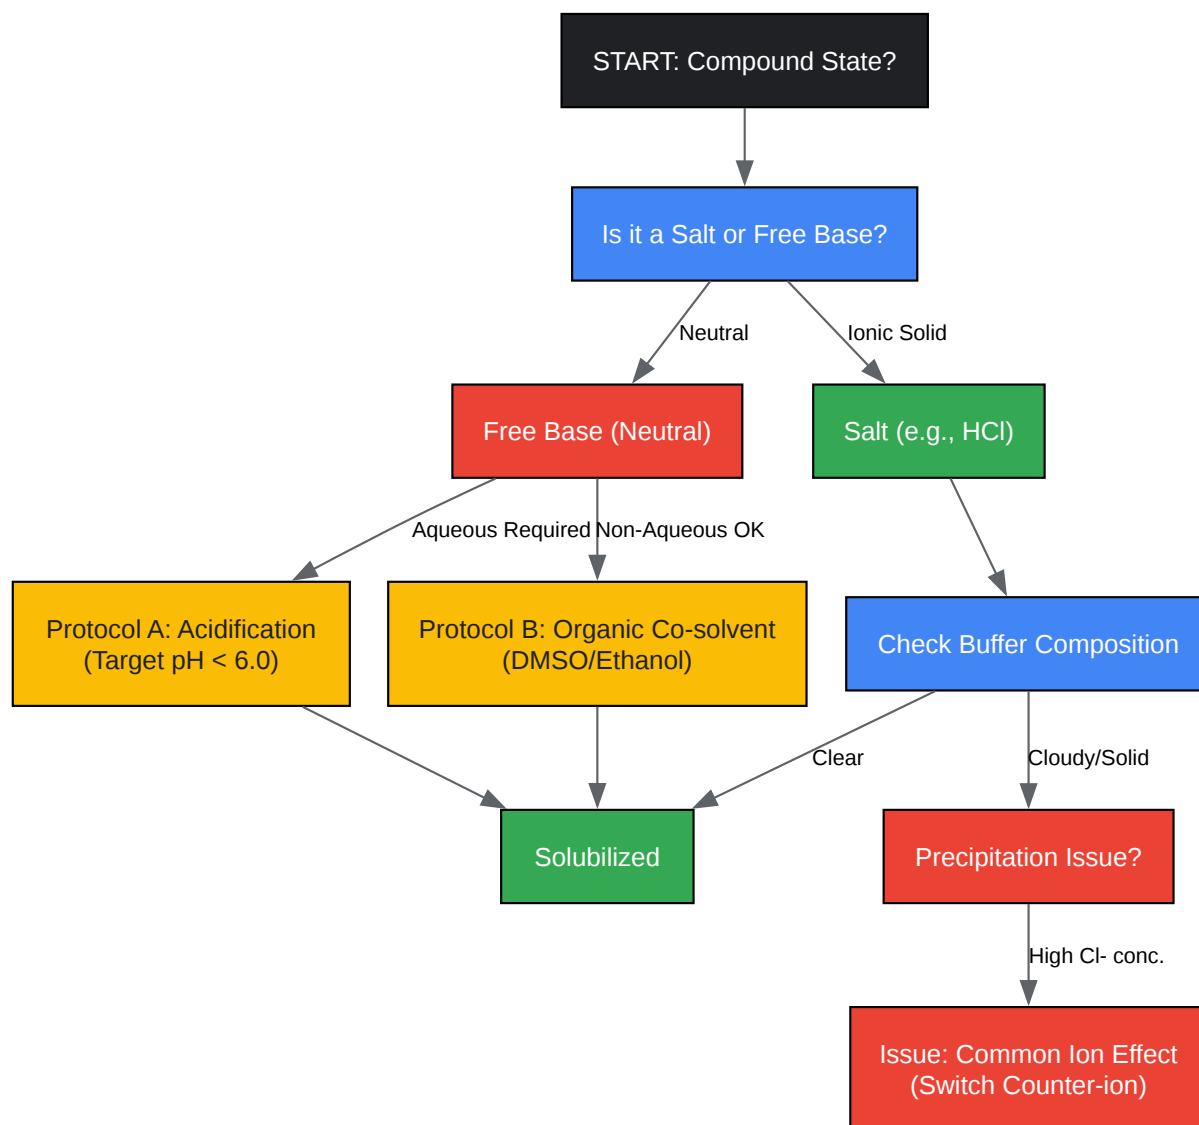 START: Compound State?
Is it a Salt or Free Base?
Neutral
Ionic Solid
Free Base (Neutral)
Salt (e.g., HCl)
Aqueous Required
Non-Aqueous OK
Protocol A: Acidification
(Target pH < 6.0)
Protocol B: Organic Co-solvent
(DMSO/Ethanol)
Check Buffer Composition
Clear
Cloudy/Solid
Solubilized
Precipitation Issue?
High Cl- conc.
Issue: Common Ion Effect
(Switch Counter-ion)